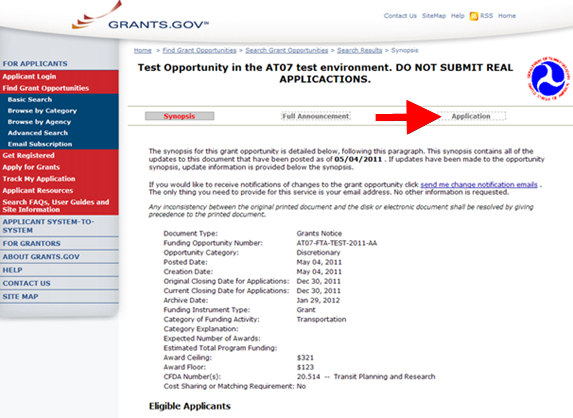 GRANTS.GOV℠
Contact Us SiteMap Help RSS Home
Home > Find Grant Opportunities > Search Grant Opportunities > Search Results > Synopsis
FOR APPLICANTS
Applicant Login
Find Grant Opportunities
Basic Search
Browse by Category
Browse by Agency
Advanced Search
Email Subscription
Get Registered
Apply for Grants
Track My Application
Applicant Resources
Search FAQs, User Guides and
Site Information
APPLICANT SYSTEM-TO-
SYSTEM
FOR GRANTORS
ABOUT GRANTS.GOV
HELP
CONTACT US
SITE MAP
Test Opportunity in the AT07 test environment. DO NOT SUBMIT REAL
APPLICACTIONS.
Synopsis Full Announcement Application
The synopsis for this grant opportunity is detailed below, following this paragraph. This synopsis contains all of the
updates to this document that have been posted as of 05/04/2011 . If updates have been made to the opportunity
synopsis, update information is provided below the synopsis.
If you would like to receive notifications of changes to the grant opportunity click send me change notification emails .
The only thing you need to provide for this service is your email address. No other information is requested.
Any inconsistency between the original printed document and the disk or electronic document shall be resolved by giving
precedence to the printed document.
Document Type: Grants Notice
Funding Opportunity Number: AT07-FTA-TEST-2011-AA
Opportunity Category: Discretionary
Posted Date: May 04, 2011
Creation Date: May 04, 2011
Original Closing Date for Applications: Dec 30, 2011
Current Closing Date for Applications: Dec 30, 2011
Archive Date: Jan 29, 2012
Funding Instrument Type: Grant
Category of Funding Activity: Transportation
Category Explanation:
Expected Number of Awards:
Estimated Total Program Funding:
Award Ceiling: $321
Award Floor: $123
CFDA Number(s): 20.514 -- Transit Planning and Research
Cost Sharing or Matching Requirement: No
Eligible Applicants